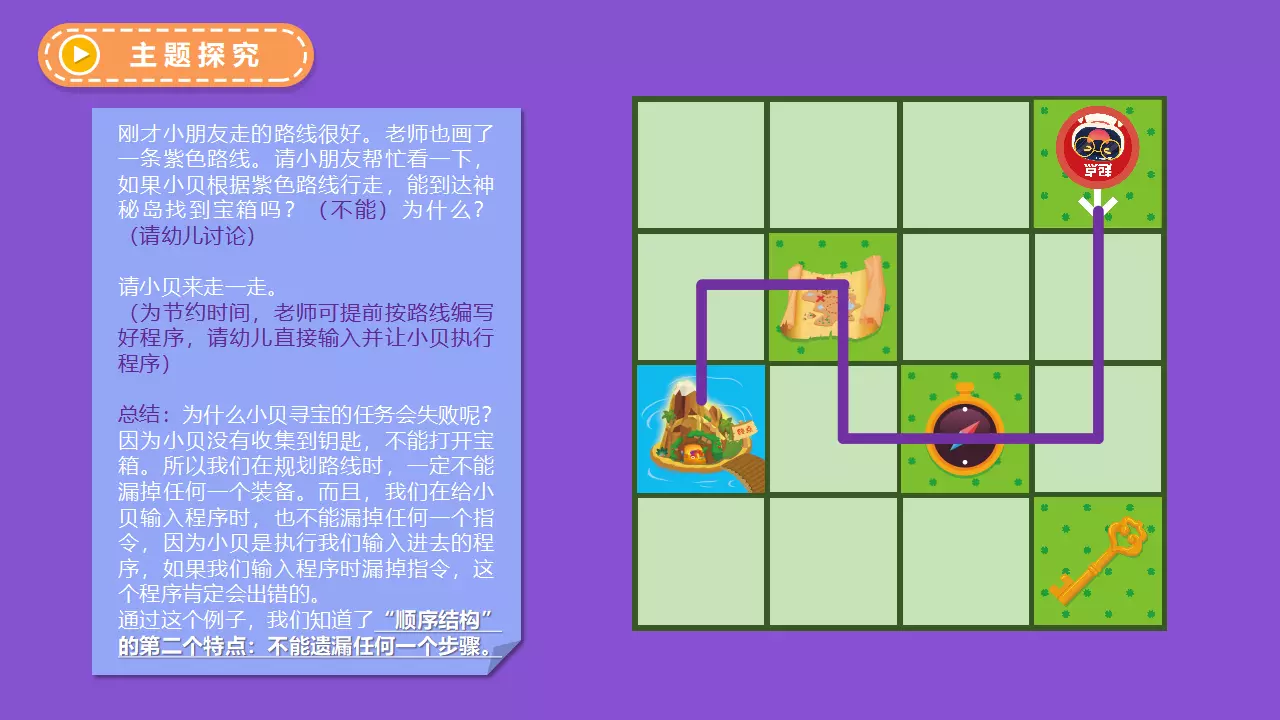 主题探究
刚才小朋友走的路线很好。老师也画了
一条紫色路线。请小朋友帮忙看一下，
如果小贝根据紫色路线行走，能到达神
秘岛找到宝箱吗？（不能）为什么？
（请幼儿讨论）
请小贝来走一走。
（为节约时间，老师可提前按路线编写
好程序，请幼儿直接输入并让小贝执行
程序）
总结：为什么小贝寻宝的任务会失败呢？
因为小贝没有收集到钥匙，不能打开宝
箱。所以我们在规划路线时，一定不能
漏掉任何一个装备。而且，我们在给小
贝输入程序时，也不能漏掉任何一个指
令，因为小贝是执行我们输入进去的程
序，如果我们输入程序时漏掉指令，这
个程序肯定会出错的。
通过这个例子，我们知道了“顺序结构”
的第二个特点：不能遗漏任何一个步骤。
起点
终点